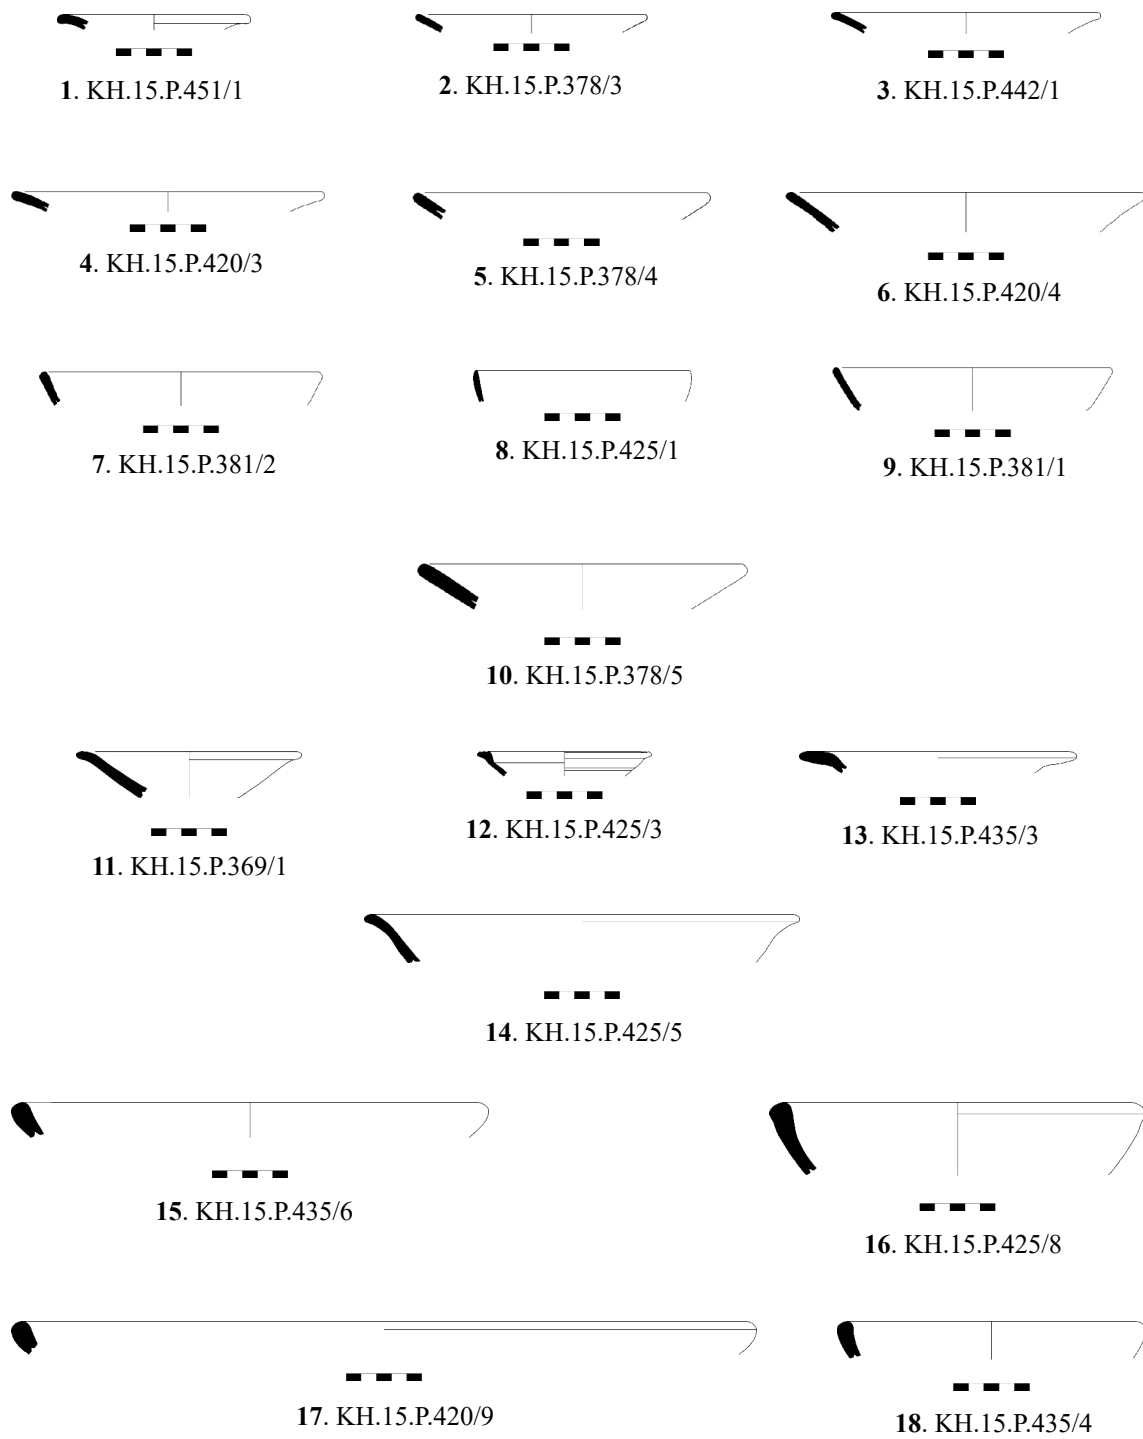 1. KH.15.P.451/1
2. KH.15.P.378/3
3. KH.15.P.442/1
4. KH.15.P.420/3
5. KH.15.P.378/4
6. KH.15.P.420/4
7. KH.15.P.381/2
8. KH.15.P.425/1
9. KH.15.P.381/1
10. KH.15.P.378/5
11. KH.15.P.369/1
12. KH.15.P.425/3
13. KH.15.P.435/3
14. KH.15.P.425/5
15. KH.15.P.435/6
16. KH.15.P.425/8
17. KH.15.P.420/9
18. KH.15.P.435/4